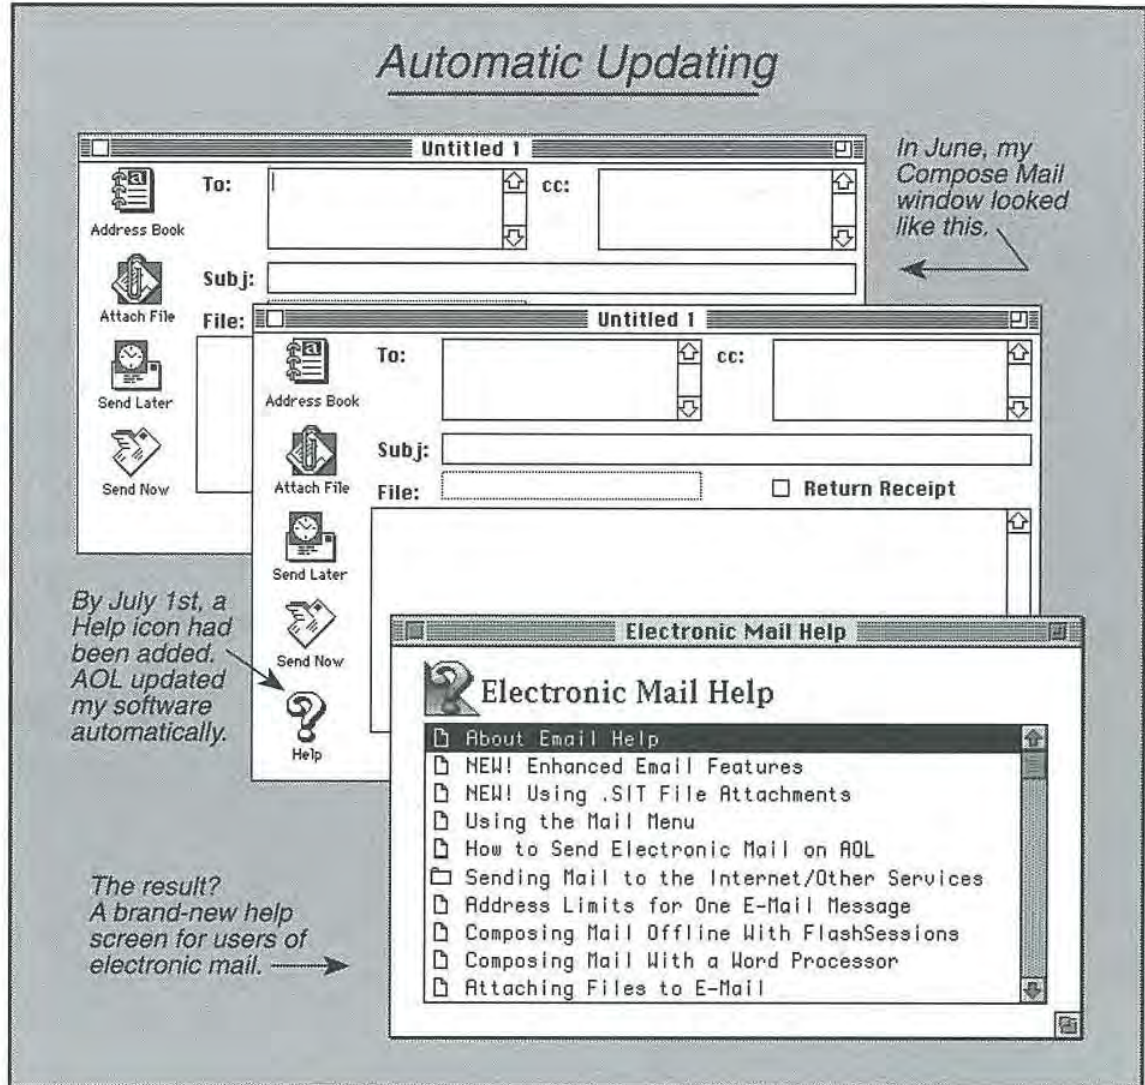 Automatic Updating
Untitled 1
To:
cc:
Address Book
Subj:
Attach File
File:
Send Later
Send Now
In June, my
Compose Mail
window looked
like this.
Untitled 1
To:
cc:
Address Book
Subj:
Attach File
File:
Return Receipt
Send Later
Send Now
Help
By July 1st, a
Help icon had
been added.
AOL updated
my software
automatically.
Electronic Mail Help
Electronic Mail Help
About Email Help
NEW! Enhanced Email Features
NEW! Using .SIT File Attachments
Using the Mail Menu
How to Send Electronic Mail on AOL
Sending Mail to the Internet/Other Services
Address Limits for One E-Mail Message
Composing Mail Offline With FlashSessions
Composing Mail With a Word Processor
Attaching Files to E-Mail
The result?
A brand-new help
screen for users of
electronic mail.